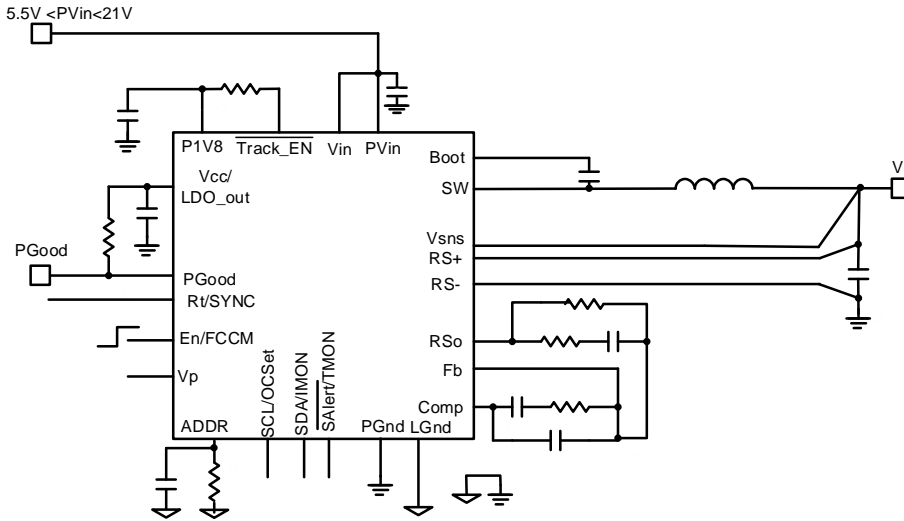 5.5V <PVin<21V
P1V8
Track_EN
Vin
PVin
Boot
Vcc/
LDO_out
SW
Vsns
RS+
PGood
PGood
RS-
Rt/SYNC
En/FCCM
RSo
Vp
Fb
Comp
ADDR
SCL/OCSet
SDA/IMON
SAlert/TMON
PGnd
LGnd
V